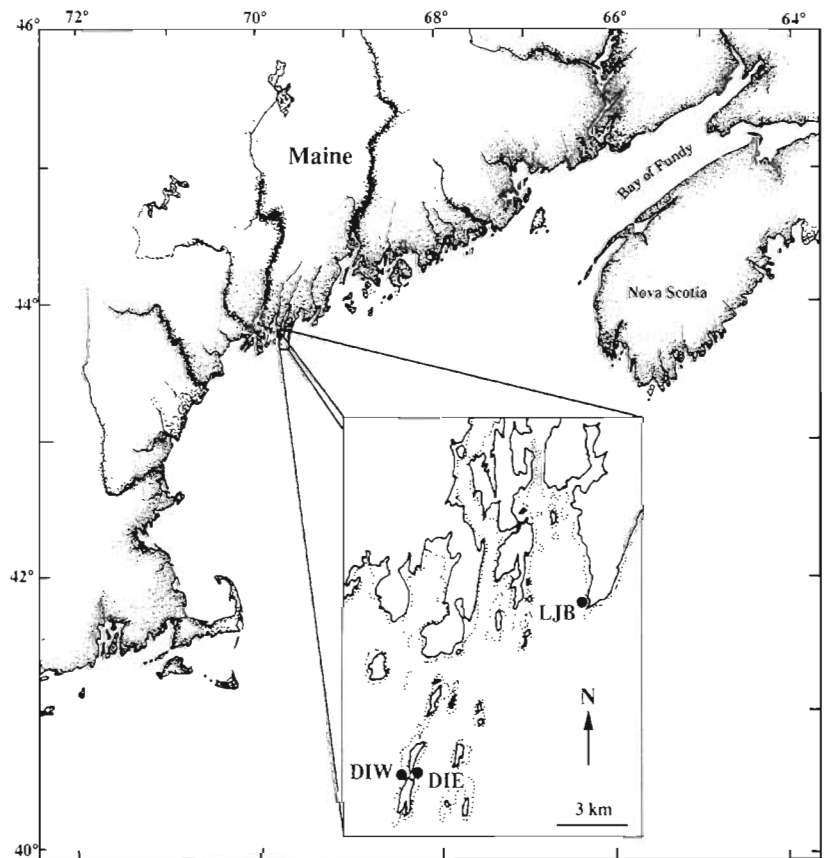 72° 70° 68° 66° 64°
46°
Maine
Bay of Fundy
Nova Scotia
44°
42°
LJB
N
DIW DIE
3 km
40°